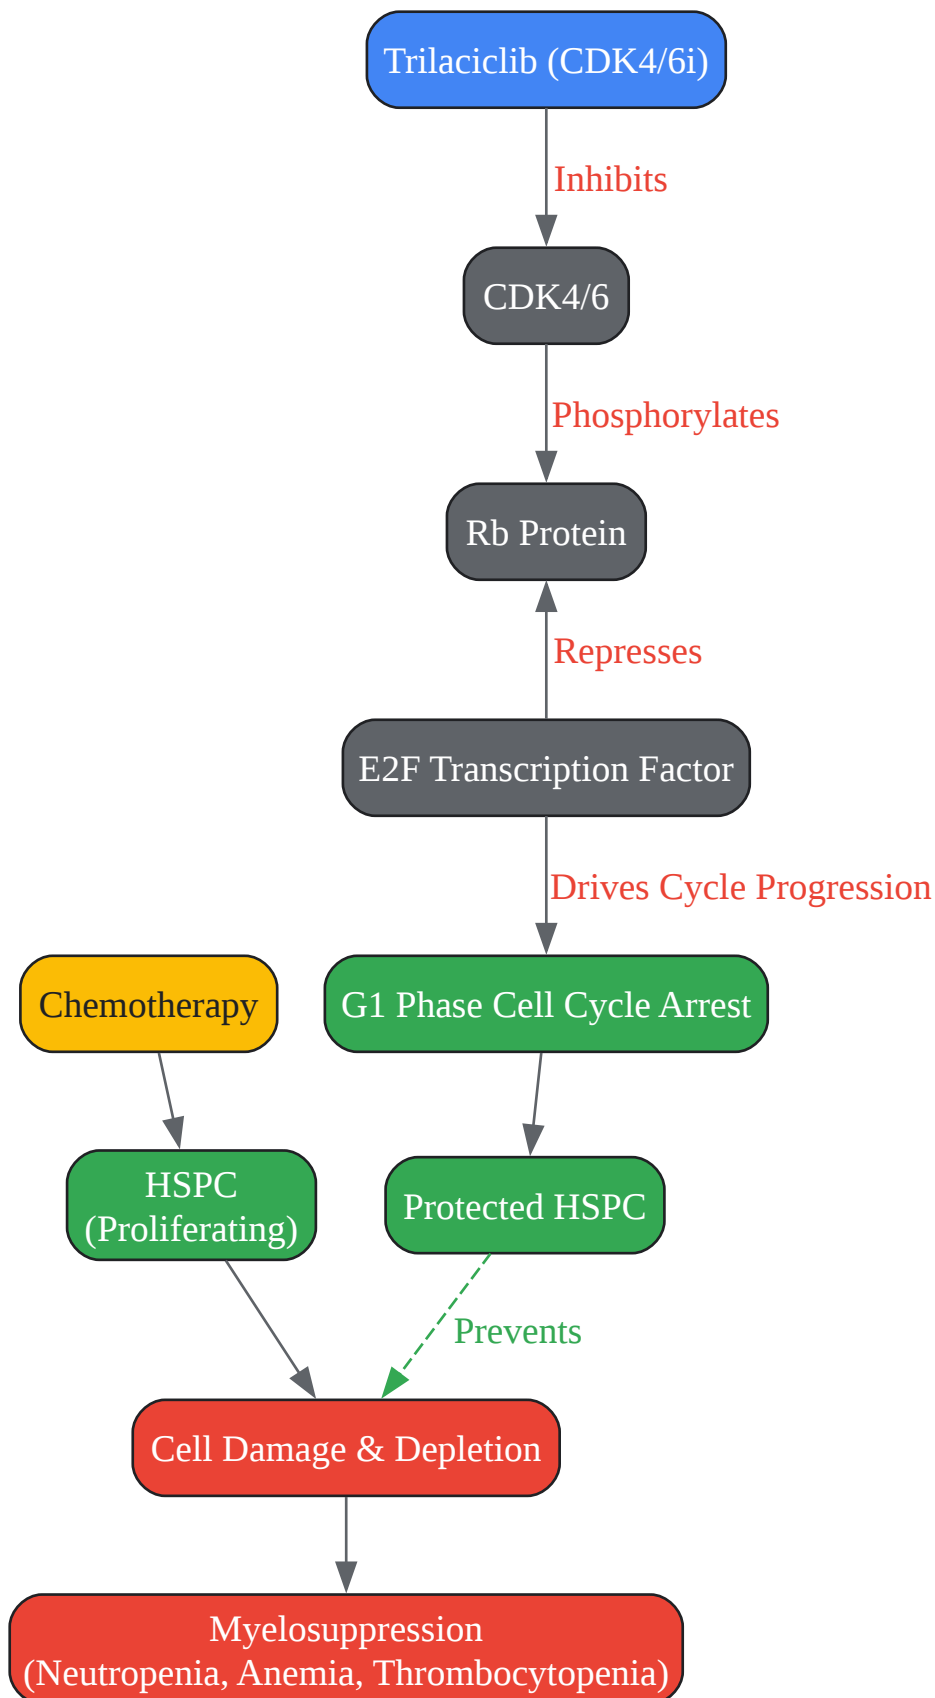 Trilaciclib (CDK4/6i)
Inhibits
CDK4/6
Phosphorylates
Rb Protein
Represses
E2F Transcription Factor
Drives Cycle Progression
Chemotherapy
G1 Phase Cell Cycle Arrest
HSPC
(Proliferating)
Protected HSPC
Prevents
Cell Damage & Depletion
Myelosuppression
(Neutropenia, Anemia, Thrombocytopenia)